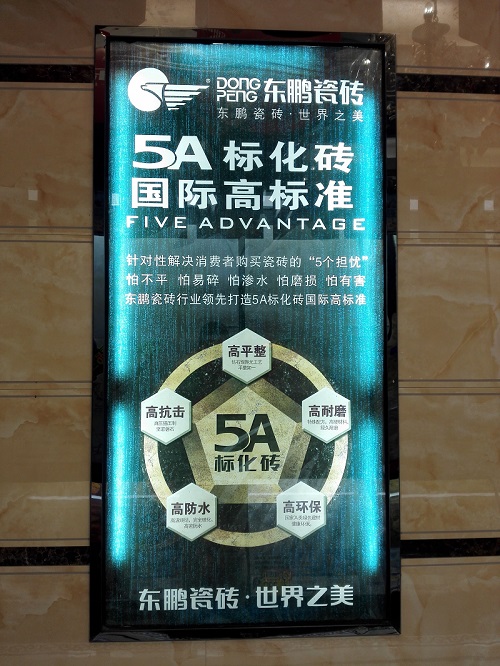 DONG PENG 东鹏瓷砖
东鹏瓷砖·世界之美
5A标化砖
国际高标准
FIVE ADVANTAGE
针对性解决消费者购买瓷砖的“5个担忧”
怕不平 怕易碎 怕渗水 怕磨损 怕有害
东鹏瓷砖行业领先打造5A标化砖国际高标准
高平整
高抗击
高耐磨
5A
标化砖
高防水
高环保
东鹏瓷砖·世界之美